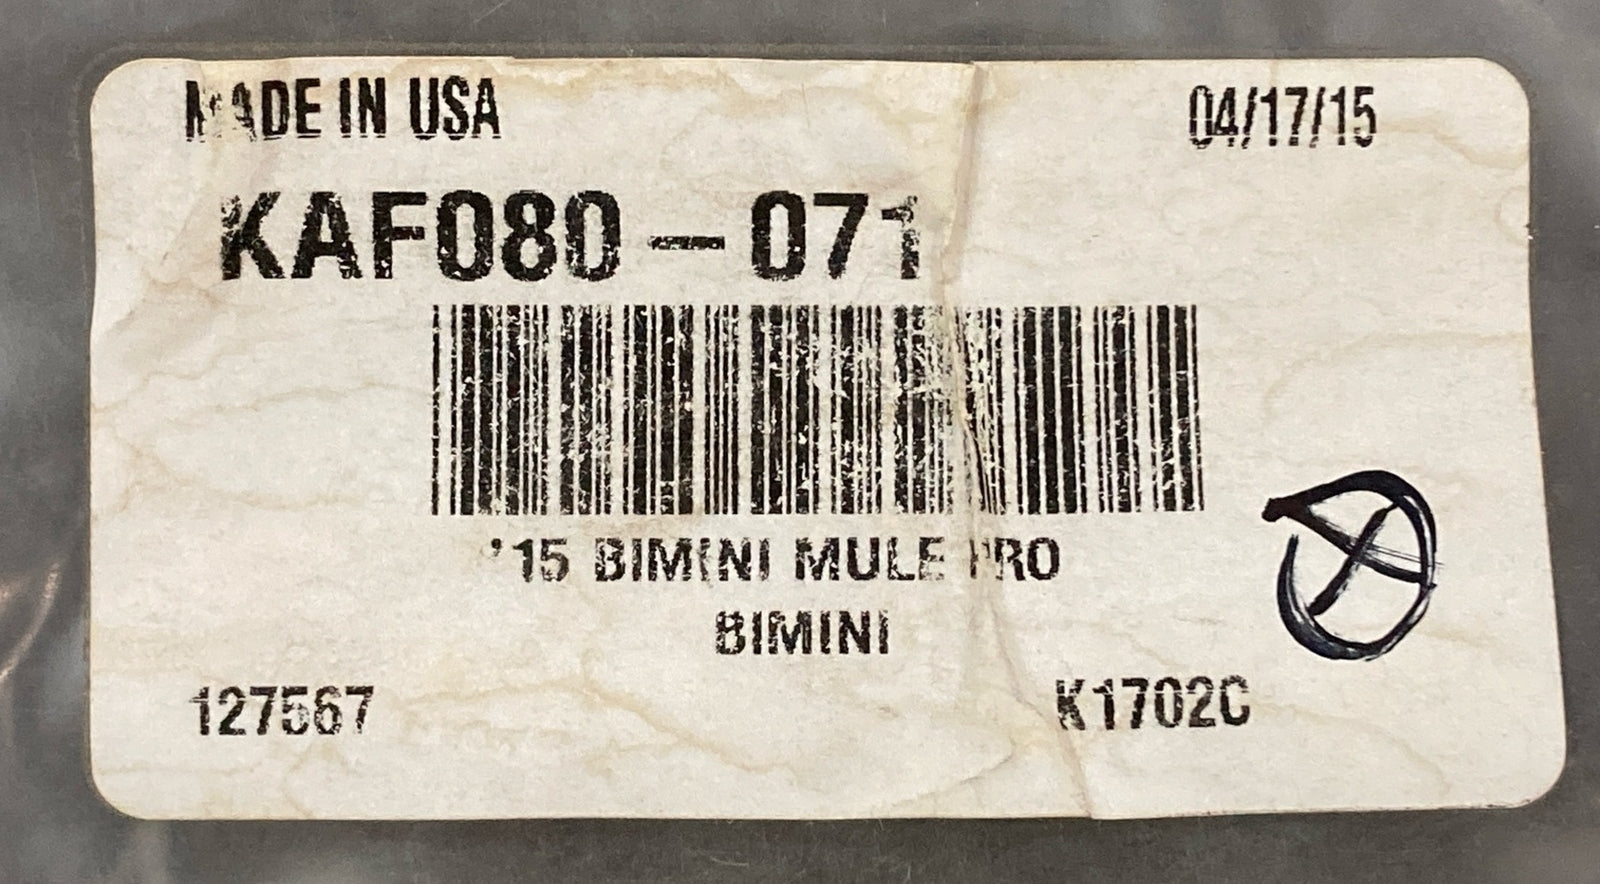 MADE IN USA 04/17/15
KAF080-071
'15 BIMINI MULE PRO
BIMINI
127567 K1702C